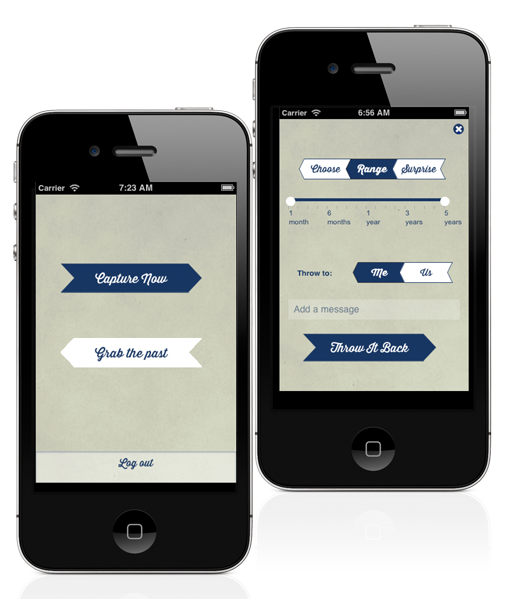 Carrier 7:23 AM
Capture Now
Grab the past
Log out
Carrier 6:56 AM
Choose Range Surprise
1 month 6 months 1 year 3 years 5 years
Throw to: Me Us
Add a message
Throw It Back